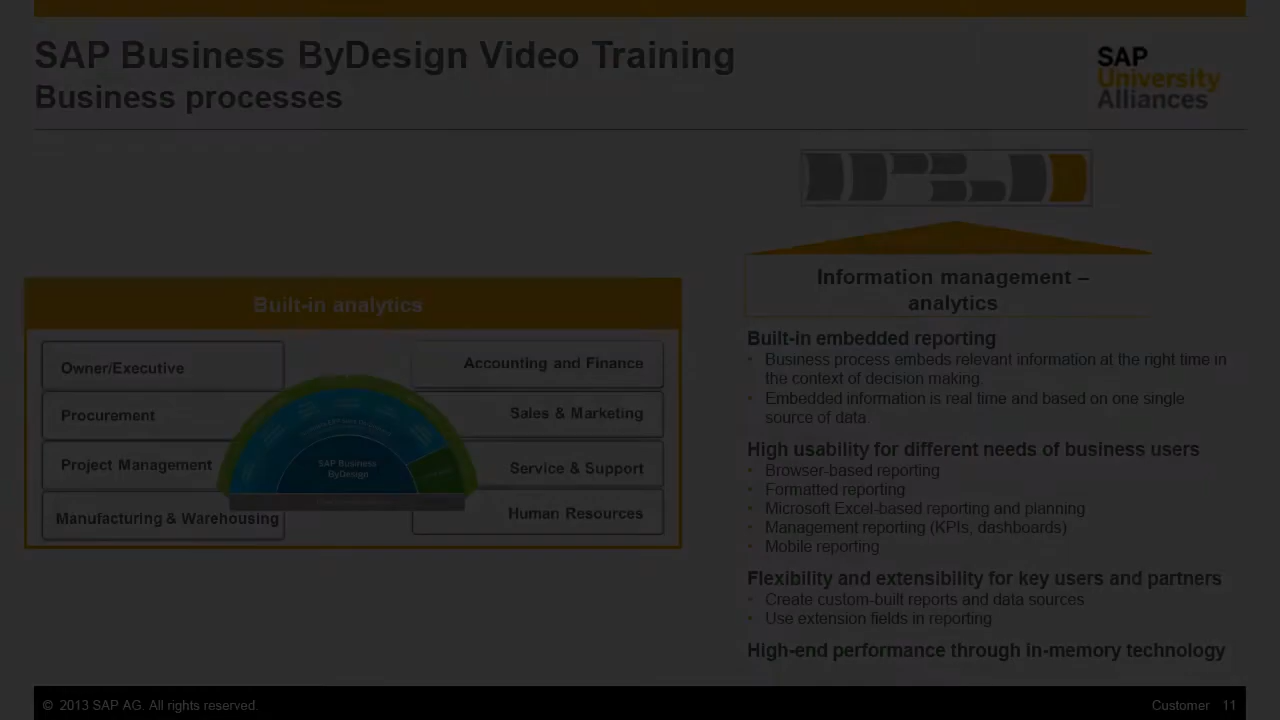 SAP Business ByDesign Video Training
Business processes
SAP
University
Alliances
Built-in analytics
Owner/Executive
Procurement
Project Management
Manufacturing & Warehousing
Accounting and Finance
Sales & Marketing
Service & Support
Human Resources
SAP Business
ByDesign
Information management –
analytics
Built-in embedded reporting
• Business process embeds relevant information at the right time in
the context of decision making.
• Embedded information is real time and based on one single
source of data
High usability for different needs of business users
• Browser-based reporting
• Formatted reporting
• Microsoft Excel-based reporting and planning
• Management reporting (KPIs, dashboards)
• Mobile reporting
Flexibility and extensibility for key users and partners
• Create custom-built reports and data sources
• Use extension fields in reporting
High-end performance through in-memory technology
© 2013 SAP AG. All rights reserved.
Customer 11